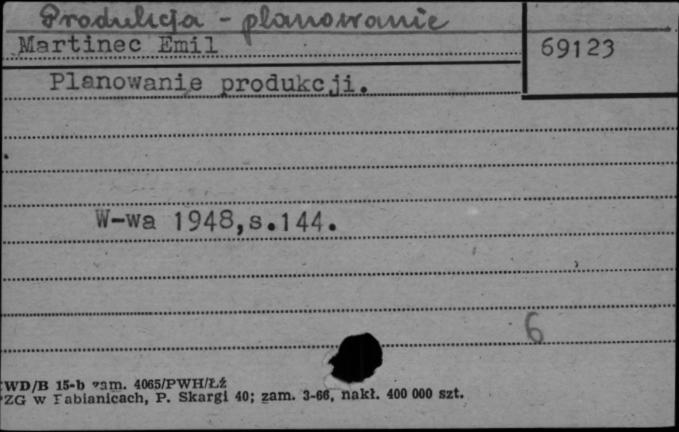 Produkcja - planowanie
Martinec Emil
69123
Planowanie produkcji.
W-wa 1948,s.144.
6
WD/B 15-b zam. 4065/PWH/Łź
ZG w Pabianicach, P. Skargi 40; zam. 3-66, nakł. 400 000 szt.